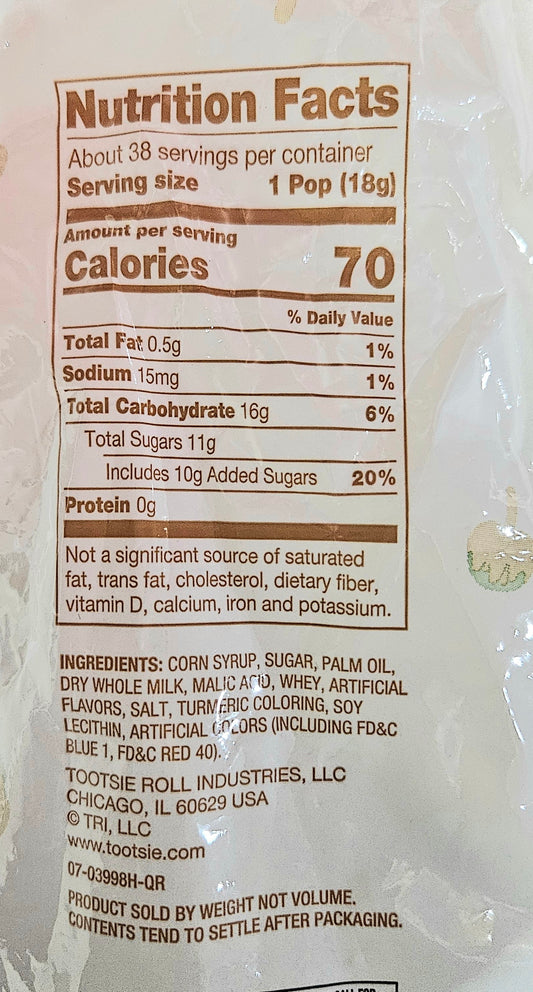 Nutrition Facts
About 38 servings per container
Serving size 1 Pop (18g)
Amount per serving
Calories 70
% Daily Value
Total Fat 0.5g 1%
Sodium 15mg 1%
Total Carbohydrate 16g 6%
Total Sugars 11g
Includes 10g Added Sugars 20%
Protein 0g
Not a significant source of saturated
fat, trans fat, cholesterol, dietary fiber,
vitamin D, calcium, iron and potassium.
INGREDIENTS: CORN SYRUP, SUGAR, PALM OIL,
DRY WHOLE MILK, MALIC ACID, WHEY, ARTIFICIAL
FLAVORS, SALT, TURMERIC COLORING, SOY
LECITHIN, ARTIFICIAL COLORS (INCLUDING FD&C
BLUE 1, FD&C RED 40).
TOOTSIE ROLL INDUSTRIES, LLC
CHICAGO, IL 60629 USA
© TRI, LLC
www.tootsie.com
07-03998H-QR
PRODUCT SOLD BY WEIGHT NOT VOLUME.
CONTENTS TEND TO SETTLE AFTER PACKAGING.